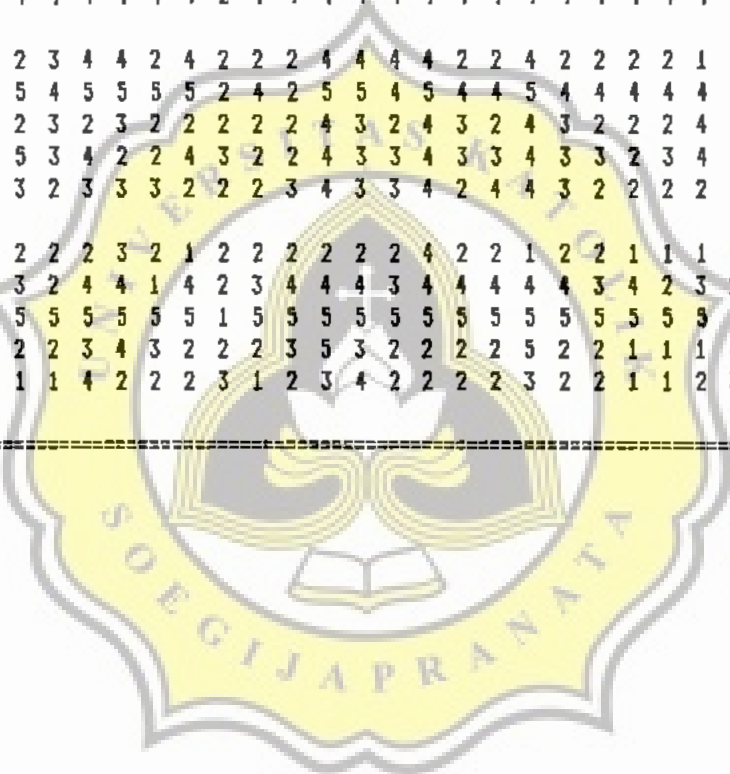 2 3 4 4 2 4 2 2 2 4 4 4 4 2 2 4 2 2 2 2 1
5 4 5 5 5 5 2 4 2 5 5 4 5 4 4 5 4 4 4 4 4
2 3 2 3 2 2 2 2 2 4 3 2 4 3 2 4 3 2 2 2 4
5 3 4 2 2 4 3 2 2 4 3 3 4 3 3 4 3 3 2 3 4
3 2 3 3 3 2 2 2 3 4 3 3 4 2 4 4 3 2 2 2 2
2 2 2 3 2 1 2 2 2 2 2 2 4 2 2 1 2 2 1 1 1
3 2 4 4 1 4 2 3 4 4 4 3 4 4 4 4 4 3 4 2 3
5 5 5 5 5 5 1 5 5 5 5 5 5 5 5 5 5 5 5 5
2 2 3 4 3 2 2 2 3 5 3 2 2 2 2 5 2 2 1 1 1
1 1 4 2 2 2 3 1 2 3 4 2 2 2 2 3 2 2 1 1 2
UNIVERSITAS KATOLIK
SOEGIJAPRANATA